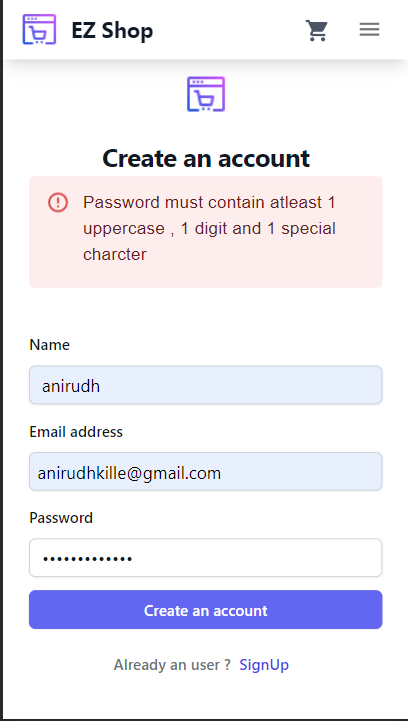 EZ Shop
Create an account
Password must contain atleast 1
uppercase , 1 digit and 1 special
charcter
Name
anirudh
Email address
anirudhkille@gmail.com
Password
•••••••••••••
Create an account
Already an user ? SignUp